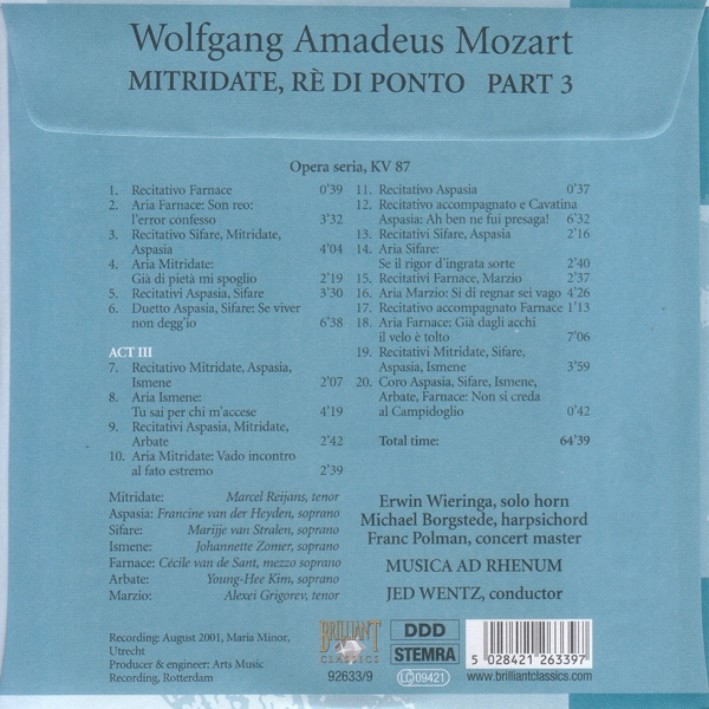 Wolfgang Amadeus Mozart
MITRIDATE, RÈ DI PONTO PART 3
Opera seria, KV 87
1. Recitativo Farnace 0'39
2. Aria Farnace: Son reo:
l'error confesso 3'32
3. Recitativo Sifare, Mitridate,
Aspasia 4'04
4. Aria Mitridate:
Già di pietà mi spoglio 2'19
5. Recitativi Aspasia, Sifare 3'30
6. Duetto Aspasia, Sifare: Se viver
non degg'io 6'38
ACT III
7. Recitativo Mitridate, Aspasia,
Ismene 2'07
8. Aria Ismene:
Tu sai per chi m'accese 4'19
9. Recitativi Aspasia, Mitridate,
Arbate 2'42
10. Aria Mitridate: Vado incontro
al fato estremo 2'39
11. Recitativo Aspasia 0'37
12. Recitativo accompagnato e Cavatina
Aspasia: Ah ben ne fui presaga! 6'32
13. Recitativi Sifare, Aspasia 2'16
14. Aria Sifare:
Se il rigor d'ingrata sorte 2'40
15. Recitativi Farnace, Marzio 2'37
16. Aria Marzio: Si di regnar sei vago 4'26
17. Recitativo accompagnato Farnace 1'13
18. Aria Farnace: Già dagli acchi
il velo è tolto 7'06
19. Recitativi Mitridate, Sifare,
Aspasia, Ismene 3'59
20. Coro Aspasia, Sifare, Ismene,
Arbate, Farnace: Non si creda
al Campidoglio 0'42
Total time: 64'39
Mitridate: Marcel Reijans, tenor
Aspasia: Francine van der Heyden, soprano
Sifare: Marijje van Stralen, soprano
Ismene: Johannette Zomer, soprano
Farnace: Cécile van de Sant, mezzo soprano
Arbate: Young-Hee Kim, soprano
Marzio: Alexei Grigorev, tenor
Erwin Wieringa, solo horn
Michael Borgstede, harpsichord
Franc Polman, concert master
MUSICA AD RHENUM
JED WENTZ, conductor
Recording: August 2001, Maria Minor,
Utrecht
Producer & engineer: Arts Music
Recording, Rotterdam
BRILLIANT
CLASSICS
92633/9
DDD
STEMRA
LC 09421
5 028421 263397
www.brilliantclassics.com